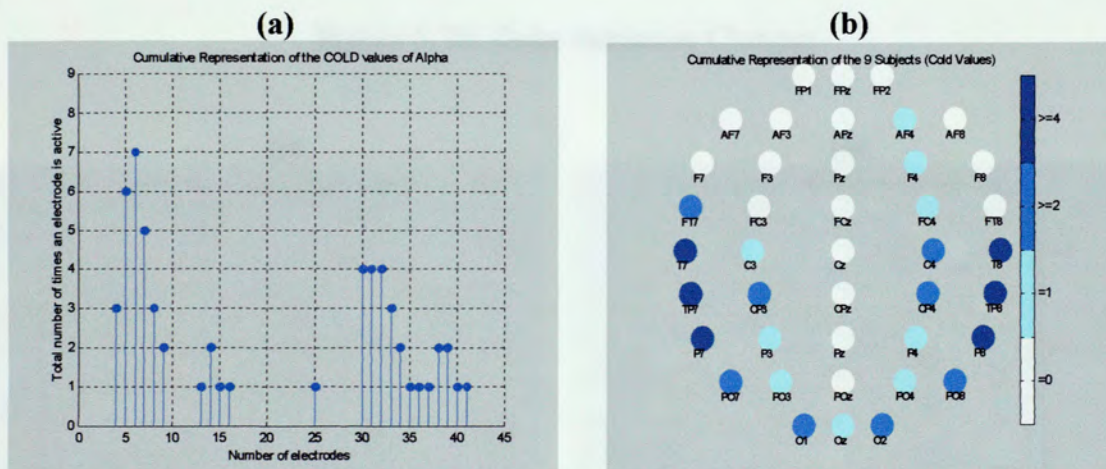 (a)
Cumulative Representation of the COLD values of Alpha
Total number of times an electrode is active
9
8
7
6
5
4
3
2
1
0
0 5 10 15 20 25 30 35 40 45
Number of electrodes
(b)
Cumulative Representation of the 9 Subjects (Cold Values)
FP1 FPz FP2
AF7 AF3 AFz AF4 AF8
F7 F3 Fz F4 F8
FT7 FC3 FCz FC4 FT8
T7 C3 Cz C4 T8
TP7 CP3 CPz CP4 TP8
P7 P3 Pz P4 P8
PO7 PO3 POz PO4 PO8
O1 Oz O2
>=4
>=2
=1
=0